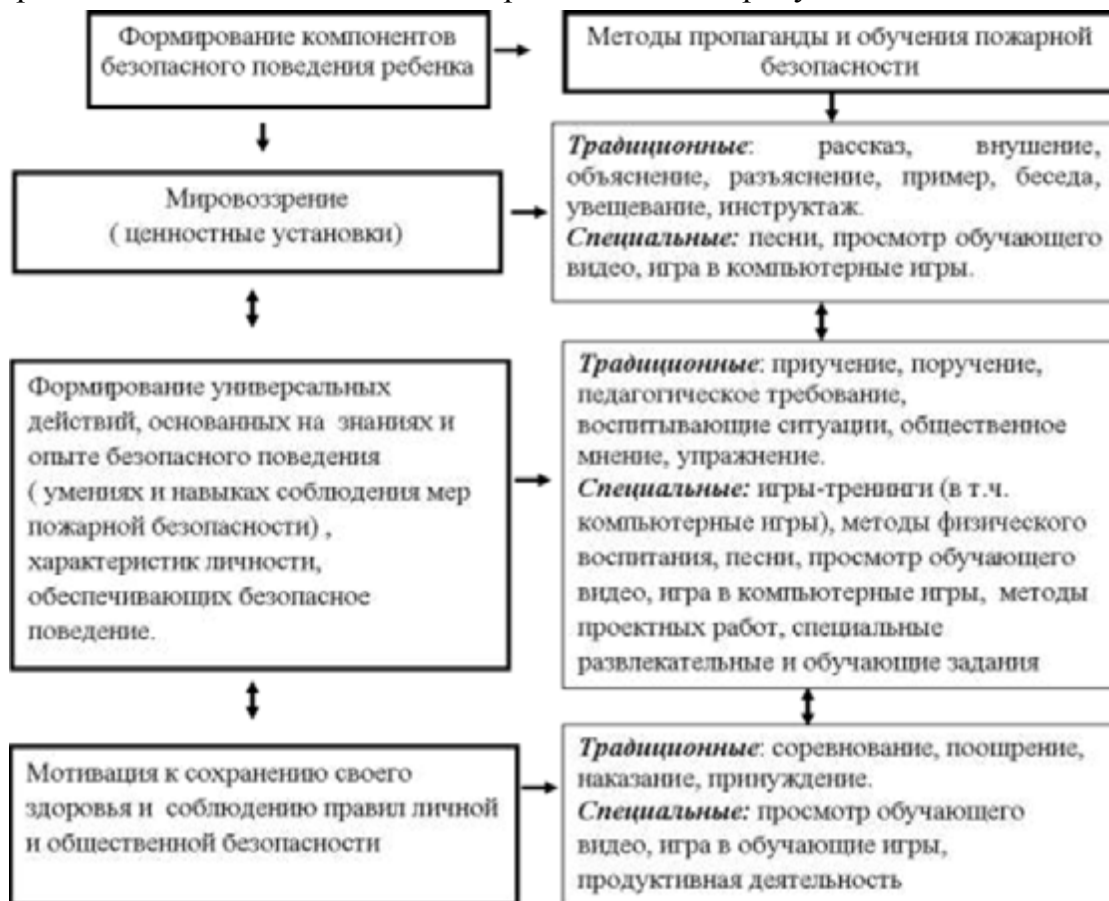 Формирование компонентов
безопасного поведения ребенка
Методы пропаганды и обучения пожарной
безопасности
Мировоззрение
( ценностные установки)
Традиционные: рассказ, внушение,
объяснение, разъяснение, пример, беседа,
увещевание, инструктаж.
Специальные: песни, просмотр обучающего
видео, игра в компьютерные игры.
Формирование универсальных
действий, основанных на знаниях и
опыте безопасного поведения
( умениях и навыках соблюдения мер
пожарной безопасности) ,
характеристик личности,
обеспечивающих безопасное
поведение.
Традиционные: приучение, поручение,
педагогическое требование,
воспитывающие ситуации, общественное
мнение, упражнение.
Специальные: игры-тренинги (в т.ч.
компьютерные игры), методы физического
воспитания, песни, просмотр обучающего
видео, игра в компьютерные игры, методы
проектных работ, специальные
развлекательные и обучающие задания
Мотивация к сохранению своего
здоровья и соблюдению правил личной
и общественной безопасности
Традиционные: соревнование, поощрение,
наказание, принуждение.
Специальные: просмотр обучающего
видео, игра в обучающие игры,
продуктивная деятельность